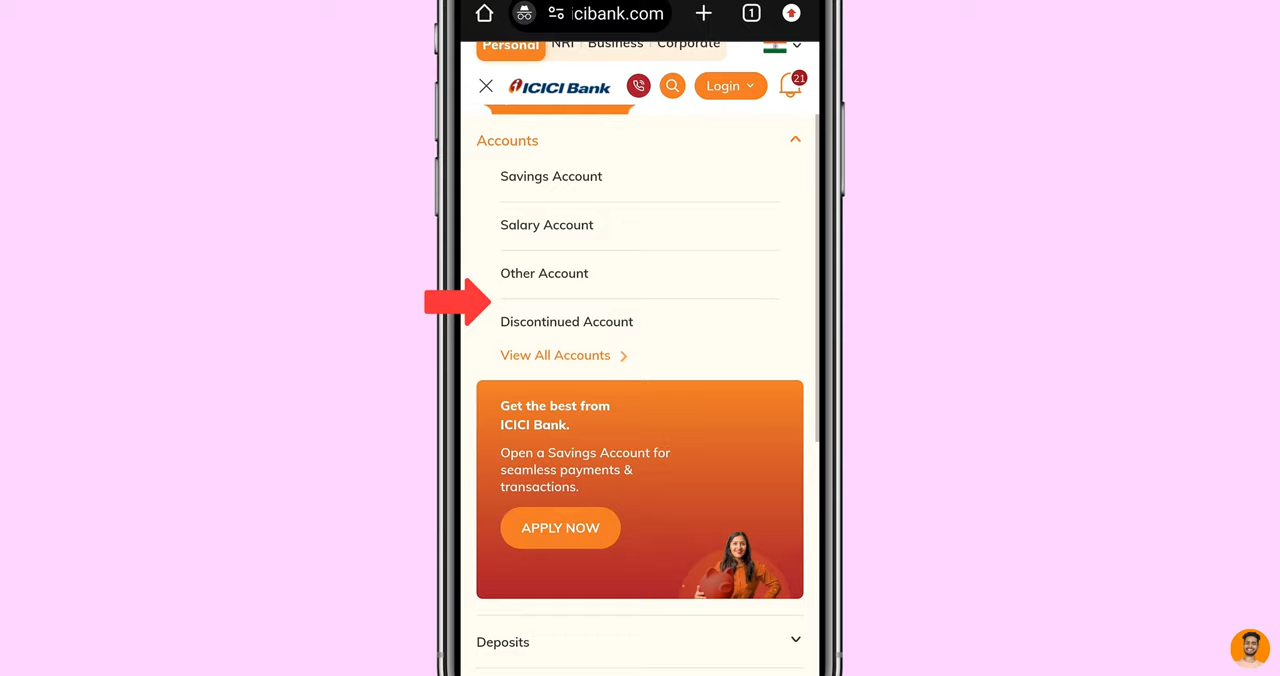 icibank.com
1
Personal NRI Business Corporate
ICICI Bank Login 21
Accounts
Savings Account
Salary Account
Other Account
Discontinued Account
View All Accounts
Get the best from
ICICI Bank.
Open a Savings Account for
seamless payments &
transactions.
APPLY NOW
Deposits